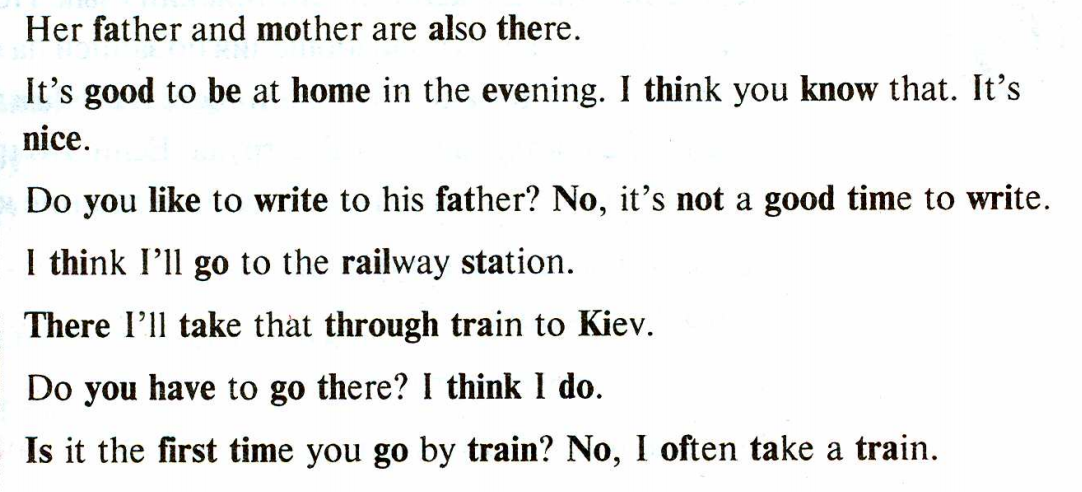 Her father and mother are also there.
It's good to be at home in the evening. I think you know that. It's
nice.
Do you like to write to his father? No, it's not a good time to write.
I think I'll go to the railway station.
There I'll take that through train to Kiev.
Do you have to go there? I think I do.
Is it the first time you go by train? No, I often take a train.